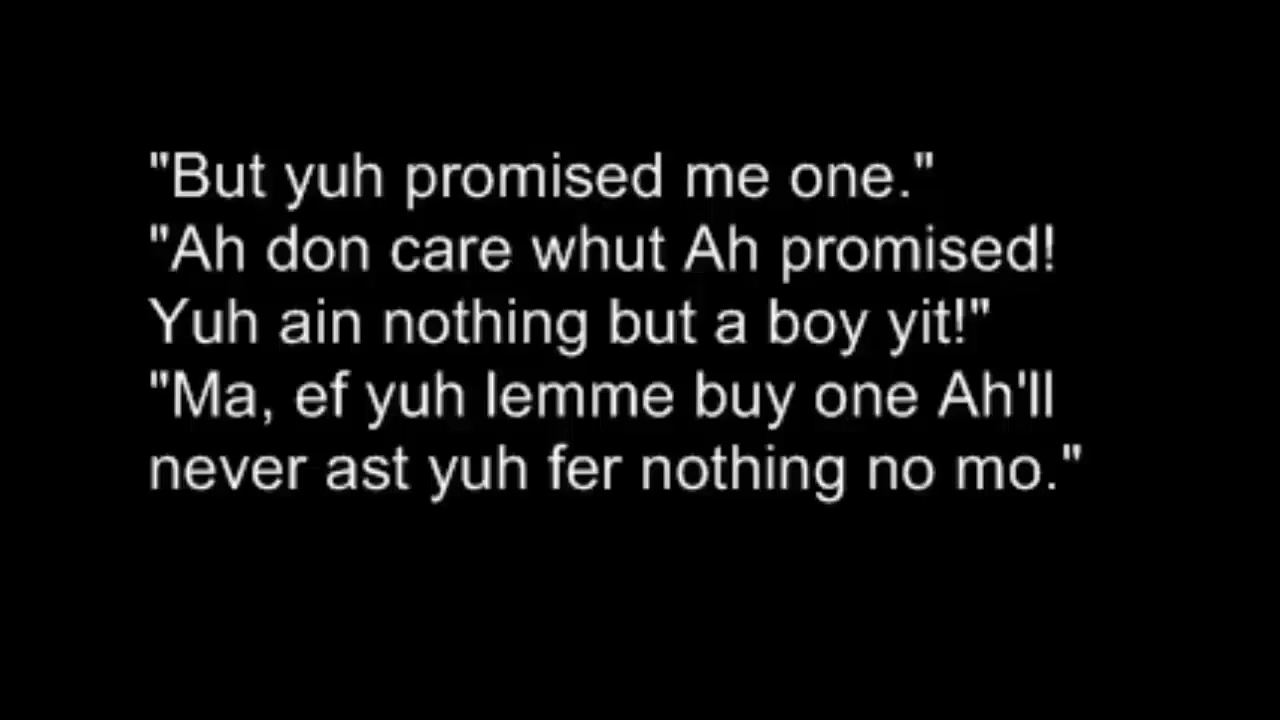 "But yuh promised me one."
"Ah don care whut Ah promised!
Yuh ain nothing but a boy yit!"
"Ma, ef yuh lemme buy one Ah'll
never ast yuh fer nothing no mo."